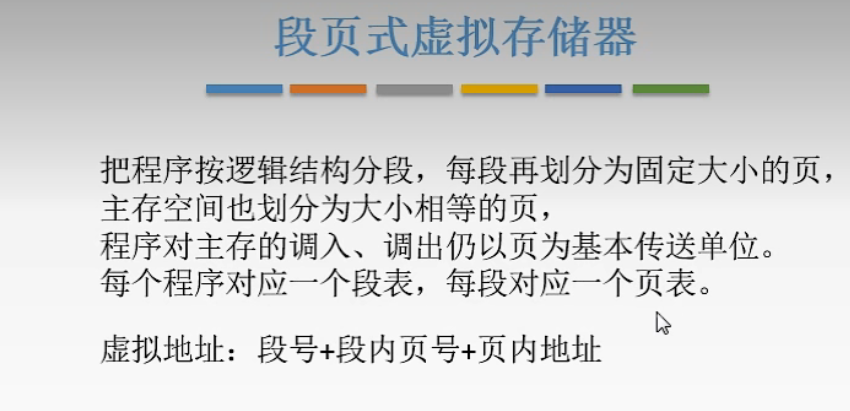 段页式虚拟存储器
把程序按逻辑结构分段，每段再划分为固定大小的页，
主存空间也划分为大小相等的页，
程序对主存的调入、调出仍以页为基本传送单位。
每个程序对应一个段表，每段对应一个页表。
虚拟地址：段号+段内页号+页内地址